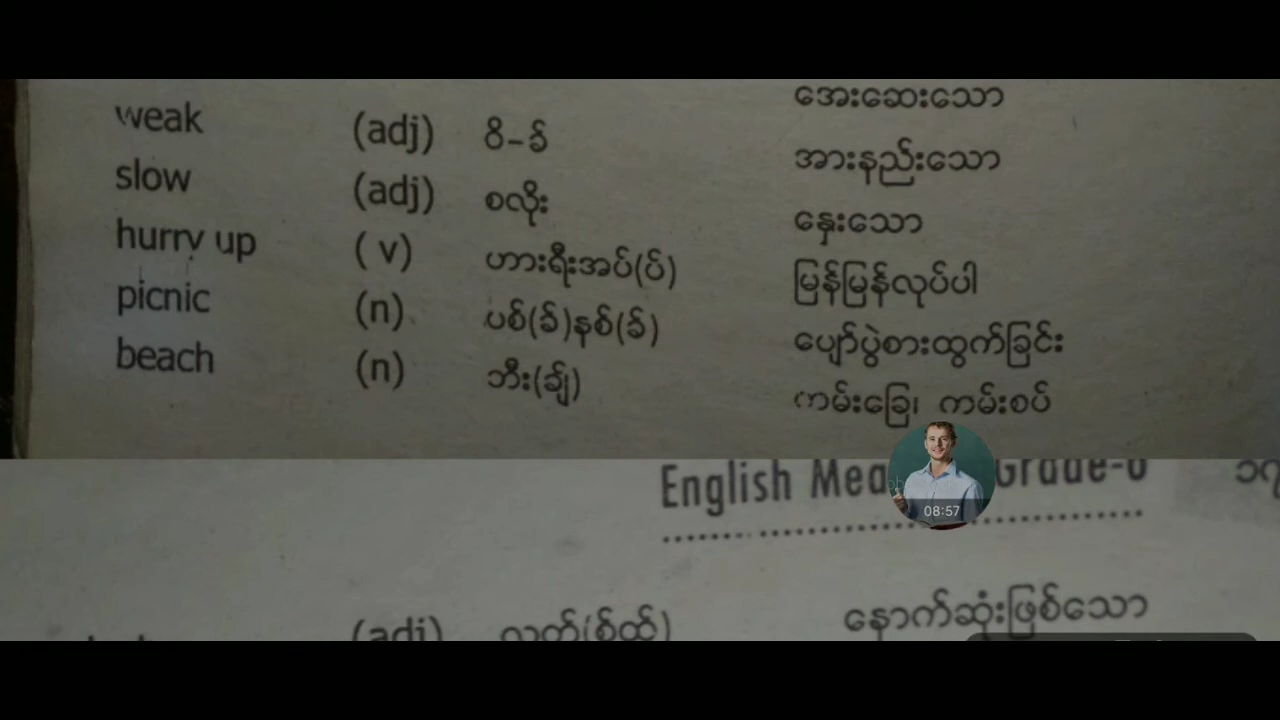 အေးဆေးသော
weak (adj) ဝိ-ခ် အားနည်းသော
slow (adj) စလိုး နှေးသော
hurry up ( v) ဟားရီးအပ်(ပ်) မြန်မြန်လုပ်ပါ
picnic (n) ပစ်(ခ်)နစ်(ခ်) ပျော်ပွဲစားထွက်ခြင်း
beach (n) ဘီး(ချ်) ကမ်းခြေ၊ ကမ်းစပ်
English
08:57
(adj) နောက်ဆုံးဖြစ်သော